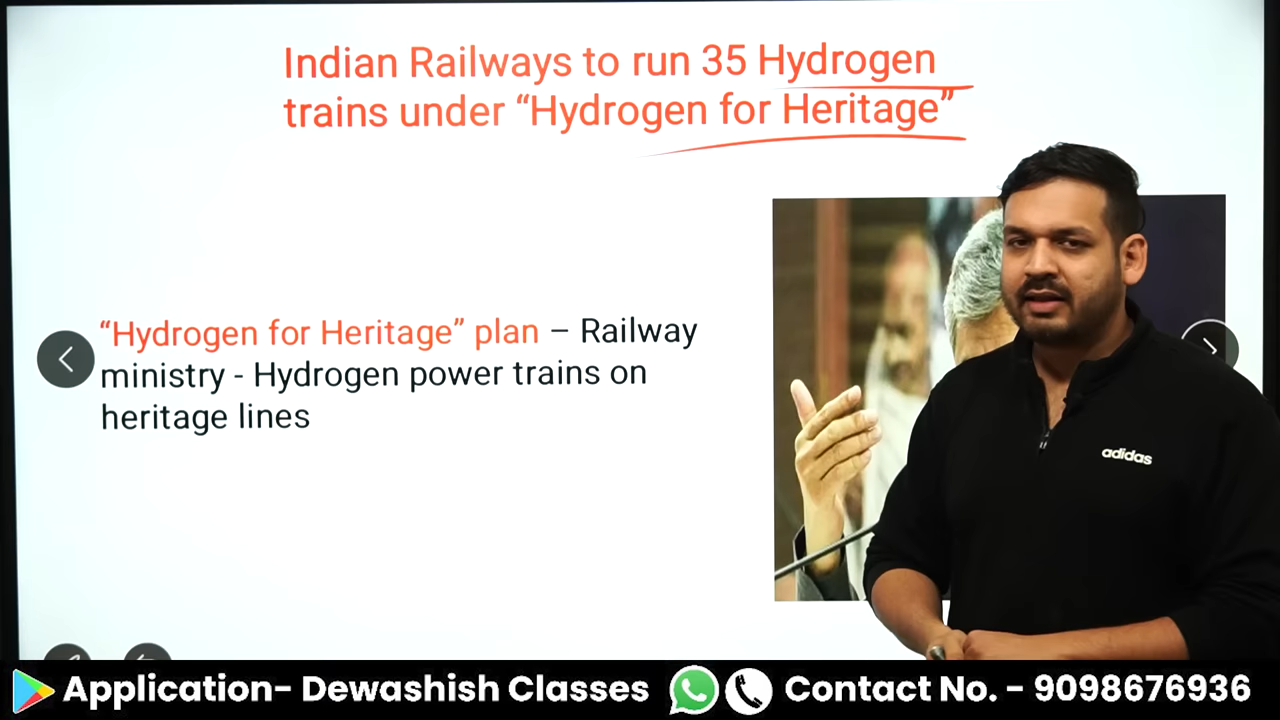 Indian Railways to run 35 Hydrogen
trains under “Hydrogen for Heritage”
“Hydrogen for Heritage” plan – Railway
ministry - Hydrogen power trains on
heritage lines
adidas
Application- Dewashish Classes
Contact No. - 9098676936